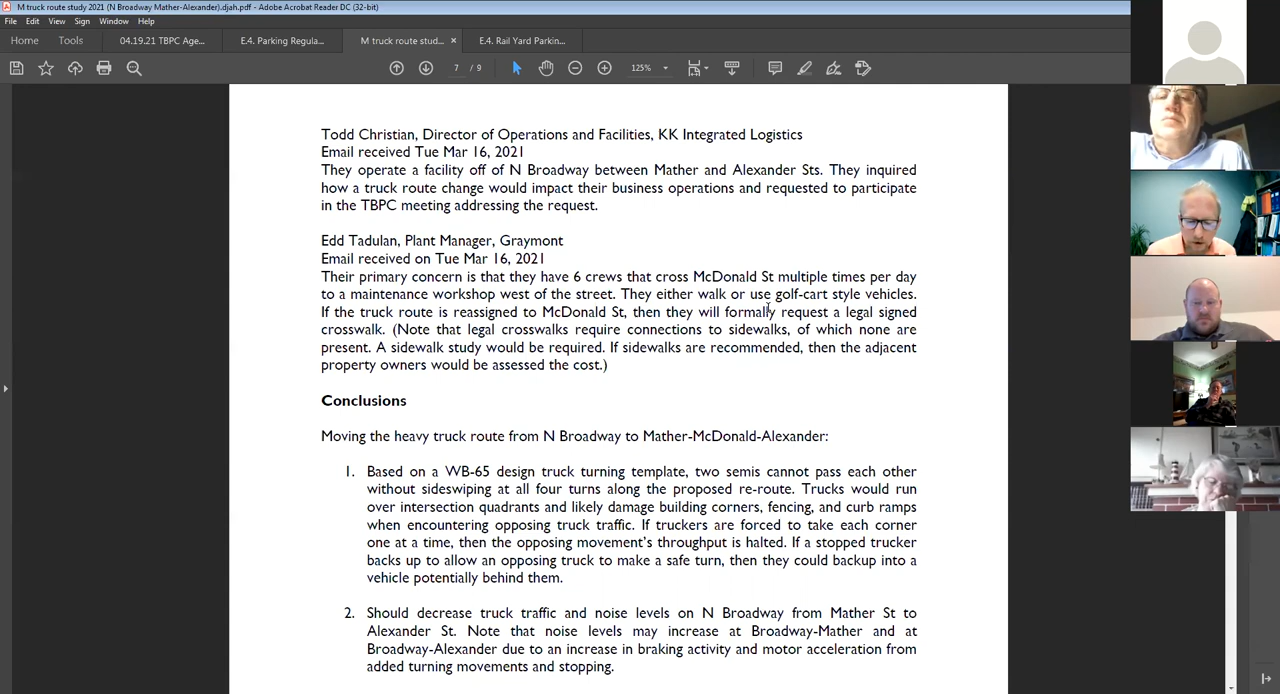 M truck route study 2021 (N Broadway Mather-Alexander).djah.pdf - Adobe Acrobat Reader DC (32-bit)
File Edit View Sign Window Help
Home Tools 04.19.21 TBPC Age... E.4. Parking Regula... M truck route stud... × E.4. Rail Yard Parkin...
7 / 9 125%
Todd Christian, Director of Operations and Facilities, KK Integrated Logistics
Email received Tue Mar 16, 2021
They operate a facility off of N Broadway between Mather and Alexander Sts. They inquired
how a truck route change would impact their business operations and requested to participate
in the TBPC meeting addressing the request.
Edd Tadulan, Plant Manager, Graymont
Email received on Tue Mar 16, 2021
Their primary concern is that they have 6 crews that cross McDonald St multiple times per day
to a maintenance workshop west of the street. They either walk or use golf-cart style vehicles.
If the truck route is reassigned to McDonald St, then they will formally request a legal signed
crosswalk. (Note that legal crosswalks require connections to sidewalks, of which none are
present. A sidewalk study would be required. If sidewalks are recommended, then the adjacent
property owners would be assessed the cost.)
Conclusions
Moving the heavy truck route from N Broadway to Mather-McDonald-Alexander:
1. Based on a WB-65 design truck turning template, two semis cannot pass each other
without sideswiping at all four turns along the proposed re-route. Trucks would run
over intersection quadrants and likely damage building corners, fencing, and curb ramps
when encountering opposing truck traffic. If truckers are forced to take each corner
one at a time, then the opposing movement's throughput is halted. If a stopped trucker
backs up to allow an opposing truck to make a safe turn, then they could backup into a
vehicle potentially behind them.
2. Should decrease truck traffic and noise levels on N Broadway from Mather St to
Alexander St. Note that noise levels may increase at Broadway-Mather and at
Broadway-Alexander due to an increase in braking activity and motor acceleration from
added turning movements and stopping.